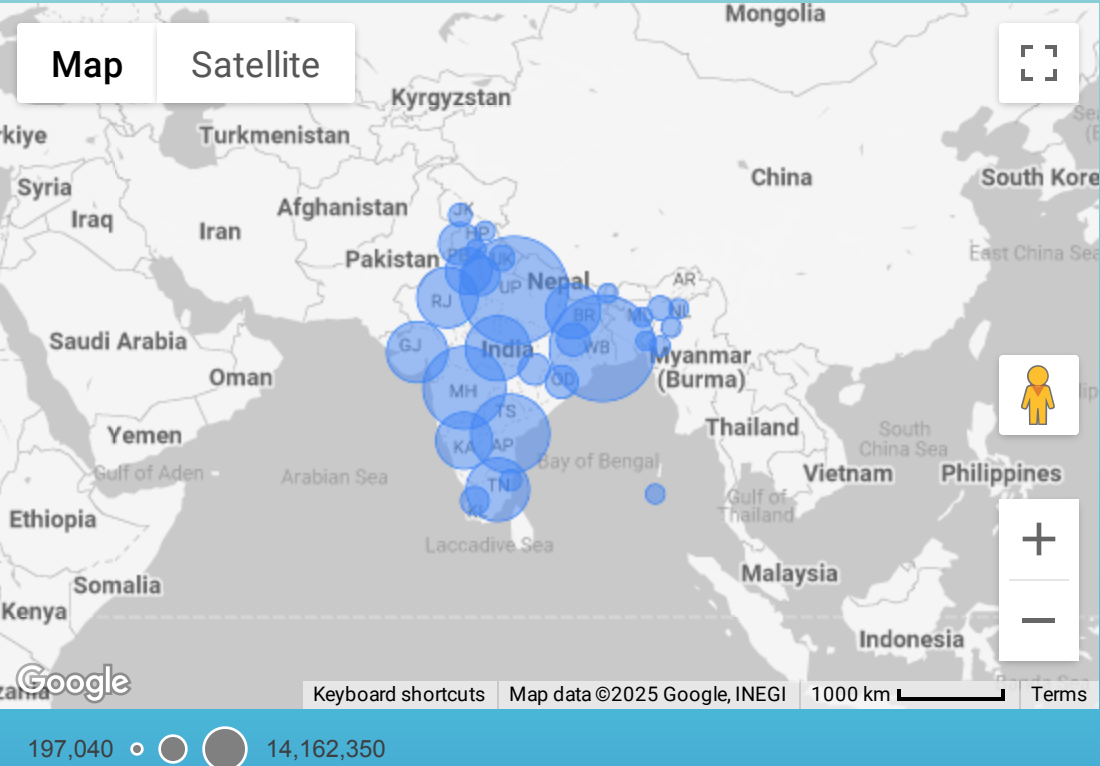 Mongolia
Map
Satellite
Kyrgyzstan
rkiye
Turkmenistan
China
South Kore
Syria
Iraq
Afghanistan
JK
Iran
HP
Pakistan
UK
East China Sea
UP
Nepal
AR
RJ
BR
NL
Saudi Arabia
GJ
India
WB
Myanmar
(Burma)
Oman
OD
MH
TS
Yemen
KA
AP
Thailand
South
China Sea
Gulf of Aden
Arabian Sea
Bay of Bengal
Vietnam
Philippines
TN
Gulf of
Thailand
Ethiopia
Laccadive Sea
Somalia
Malaysia
Kenya
Indonesia
Google
Keyboard shortcuts
Map data ©2025 Google, INEGI
1000 km
Terms
197,040
14,162,350